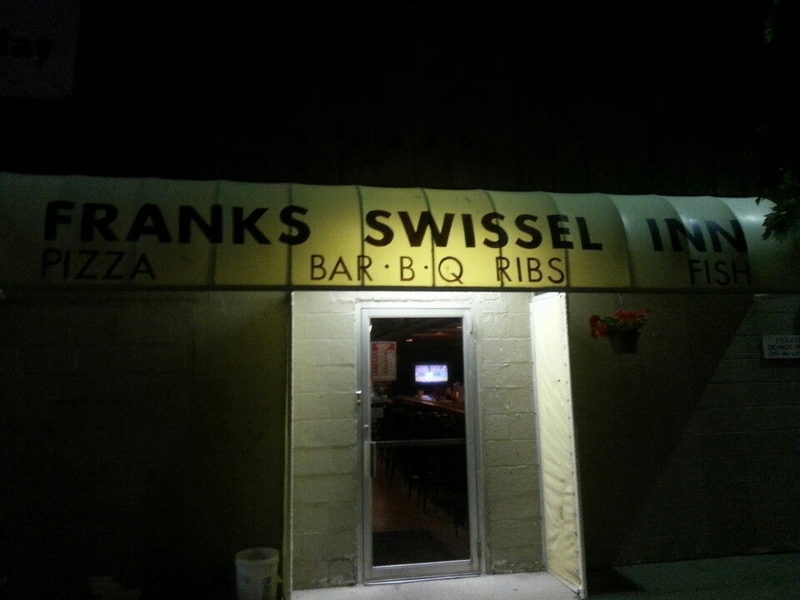 FRANKS SWISSEL INN
PIZZA BAR·B·Q RIBS FISH